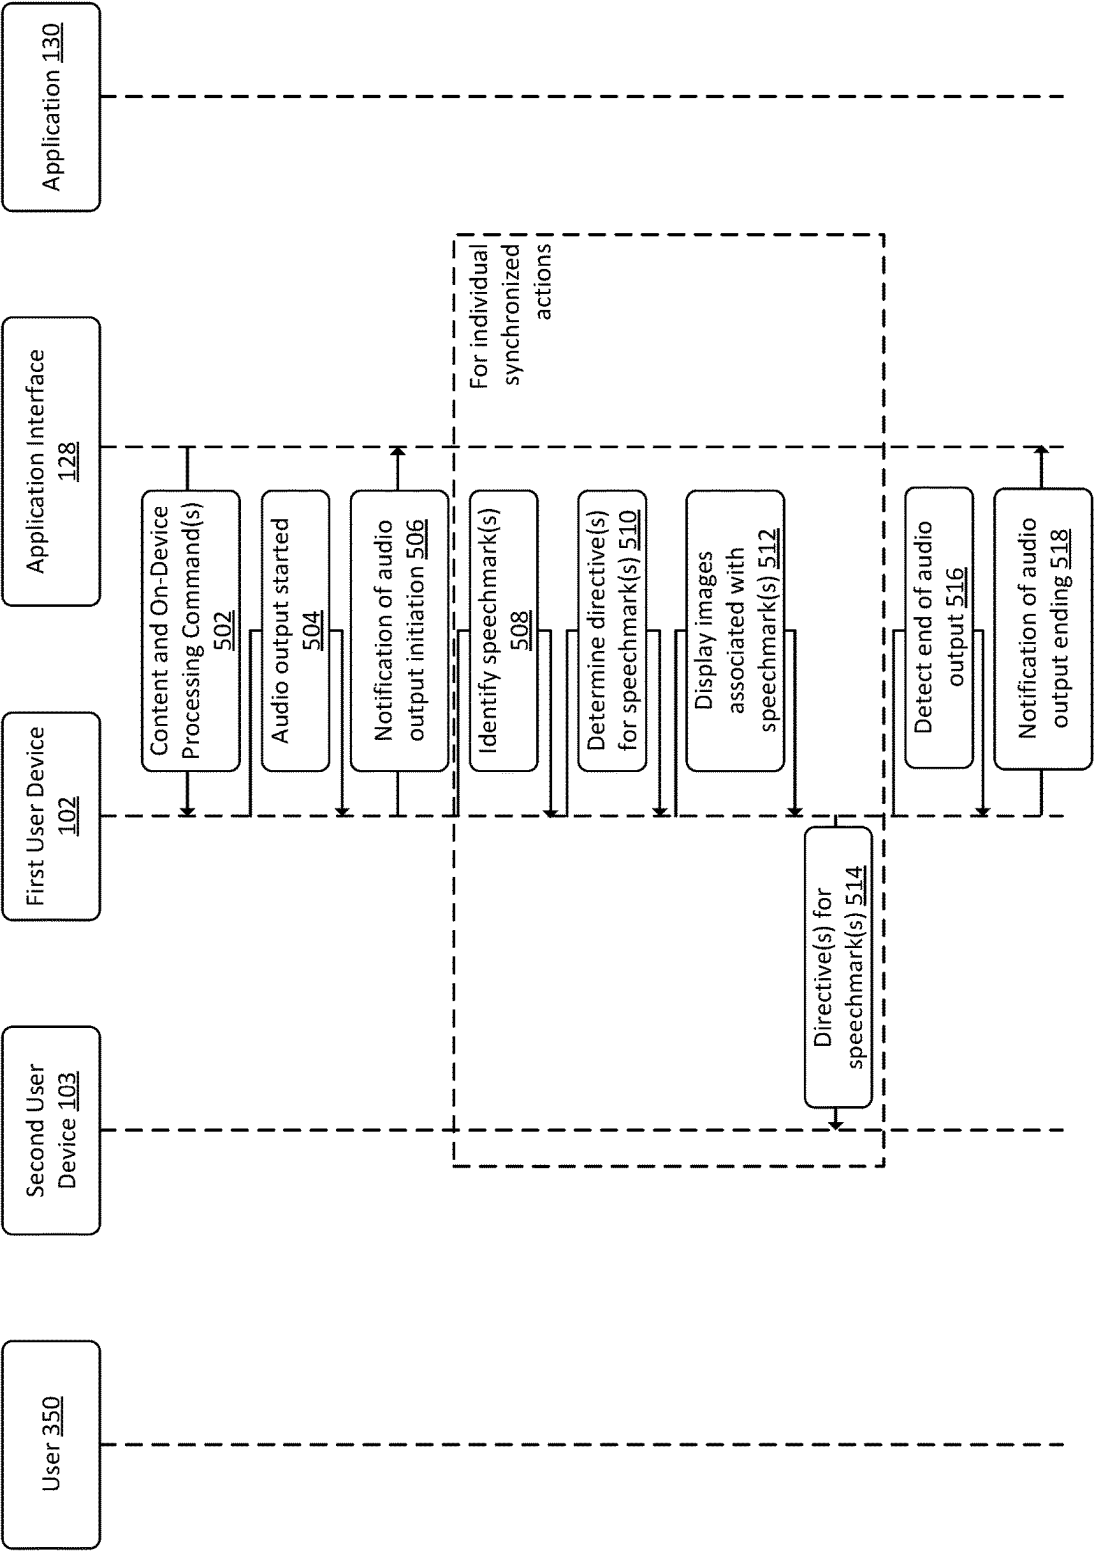 User 350
Second User
Device 103
First User Device
102
Application Interface
128
Application 130
Content and On-Device
Processing Command(s)
502
Audio output started
504
Notification of audio
output initiation 506
For individual
synchronized
actions
Identify speechmark(s)
508
Determine directive(s)
for speechmark(s) 510
Display images
associated with
speechmark(s) 512
Directive(s) for
speechmark(s) 514
Detect end of audio
output 516
Notification of audio
output ending 518